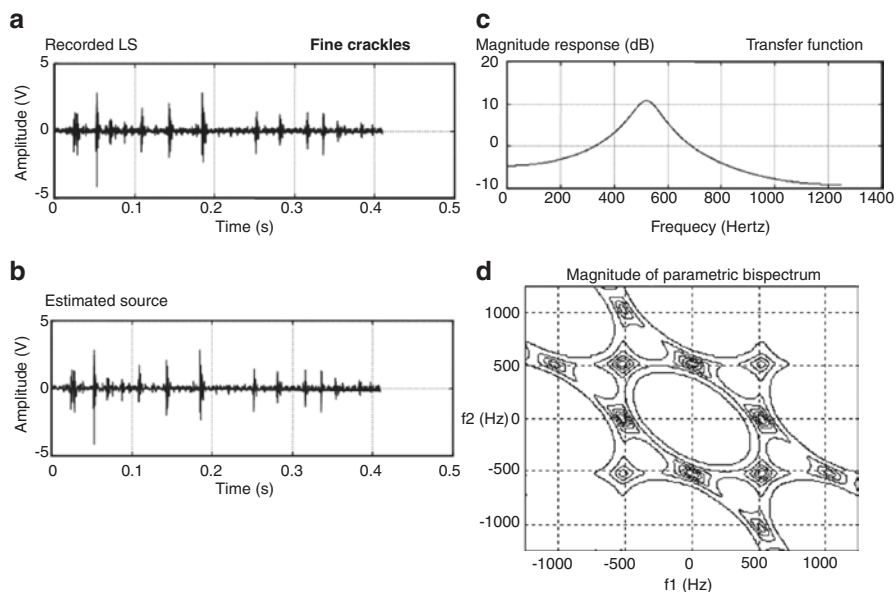 a
Recorded LS Fine crackles
Amplitude (V)
5
0
-5
0 0.1 0.2 0.3 0.4 0.5
Time (s)
b
Estimated source
Amplitude (V)
5
0
-5
0 0.1 0.2 0.3 0.4 0.5
Time (s)
c
Magnitude response (dB) Transfer function
20
10
0
-10
0 200 400 600 800 1000 1200 1400
Frequecy (Hertz)
d
Magnitude of parametric bispectrum
1000
500
f2 (Hz) 0
-500
-1000
-1000 -500 0 500 1000
f1 (Hz)